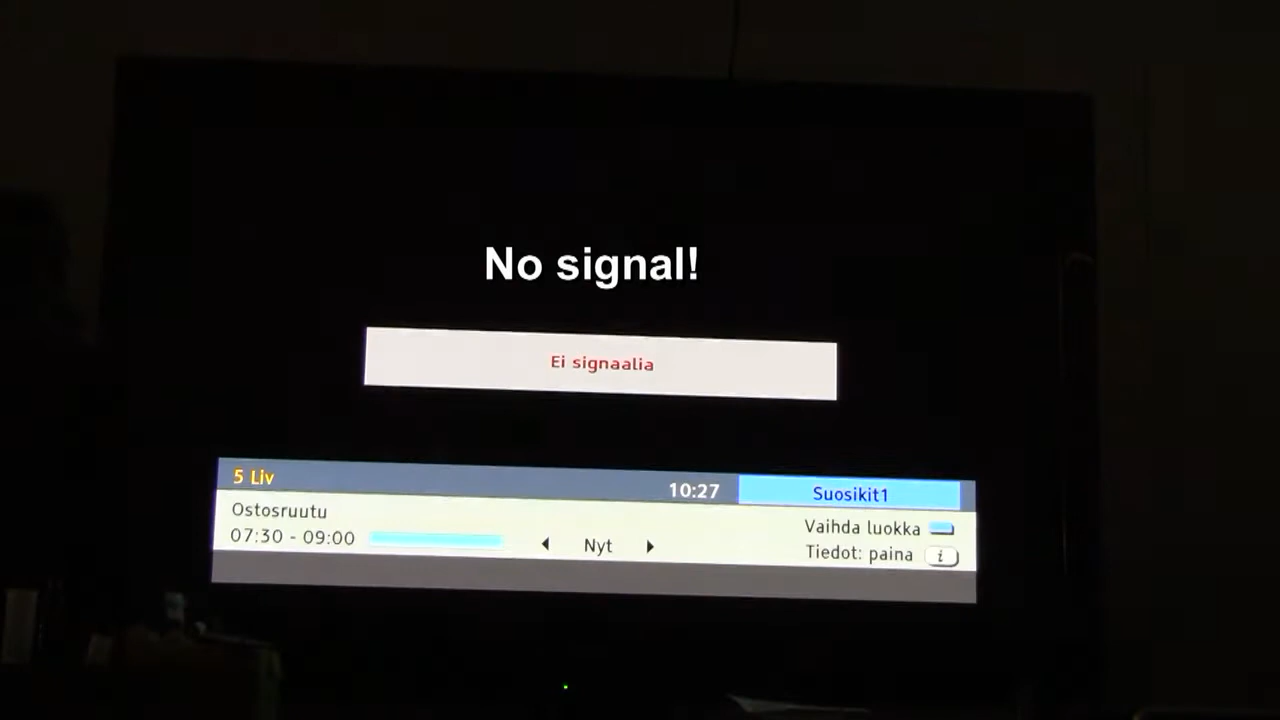 No signal!
Ei signaalia
5 Liv
10:27
Suosikit1
Ostosruutu
Vaihda luokka
07:30 - 09:00
Nyt
Tiedot: paina i